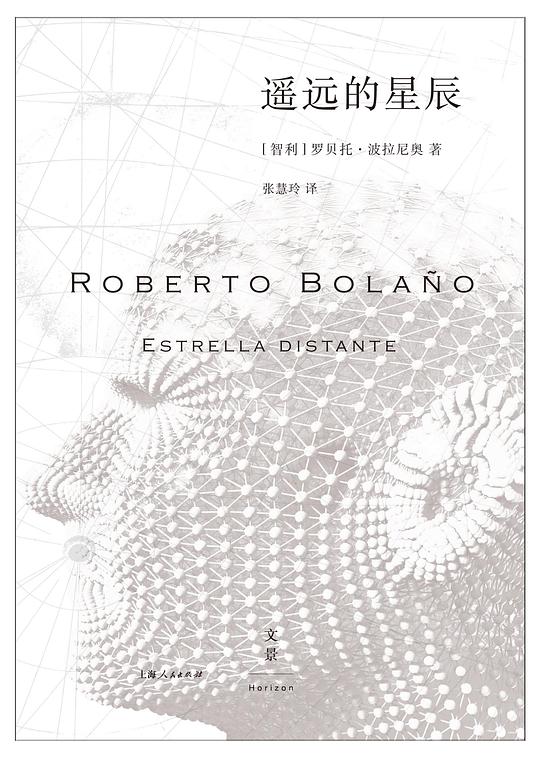 遥远的星辰
[智利]罗贝托·波拉尼奥 著
张慧玲 译
ROBERTO BOLAÑO
ESTRELLA DISTANTE
文
景
上海人民出版社
Horizon